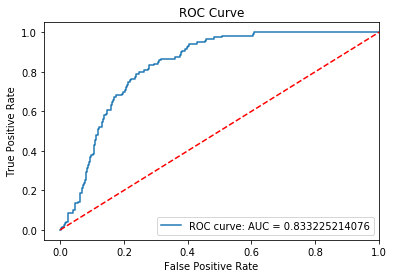 ROC Curve
1.0
0.8
0.6
0.4
0.2
0.0
True Positive Rate
ROC curve: AUC = 0.833225214076
0.0 0.2 0.4 0.6 0.8 1.0
False Positive Rate